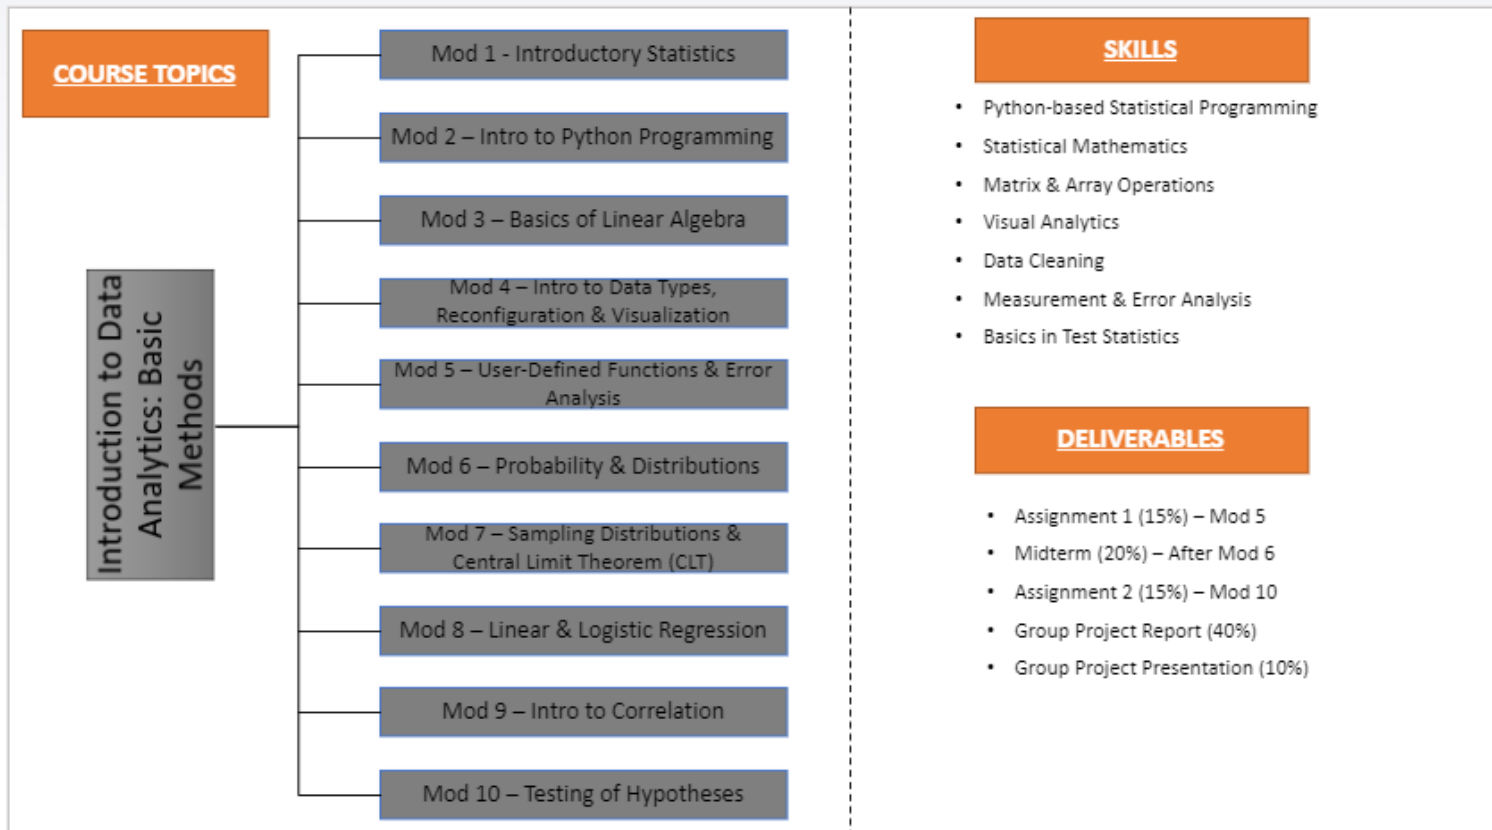 COURSE TOPICS
Introduction to Data
Analytics: Basic
Methods
Mod 1 - Introductory Statistics
Mod 2 – Intro to Python Programming
Mod 3 – Basics of Linear Algebra
Mod 4 – Intro to Data Types,
Reconfiguration & Visualization
Mod 5 – User-Defined Functions & Error
Analysis
Mod 6 – Probability & Distributions
Mod 7 – Sampling Distributions &
Central Limit Theorem (CLT)
Mod 8 – Linear & Logistic Regression
Mod 9 – Intro to Correlation
Mod 10 – Testing of Hypotheses
SKILLS
• Python-based Statistical Programming
• Statistical Mathematics
• Matrix & Array Operations
• Visual Analytics
• Data Cleaning
• Measurement & Error Analysis
• Basics in Test Statistics
DELIVERABLES
• Assignment 1 (15%) – Mod 5
• Midterm (20%) – After Mod 6
• Assignment 2 (15%) – Mod 10
• Group Project Report (40%)
• Group Project Presentation (10%)